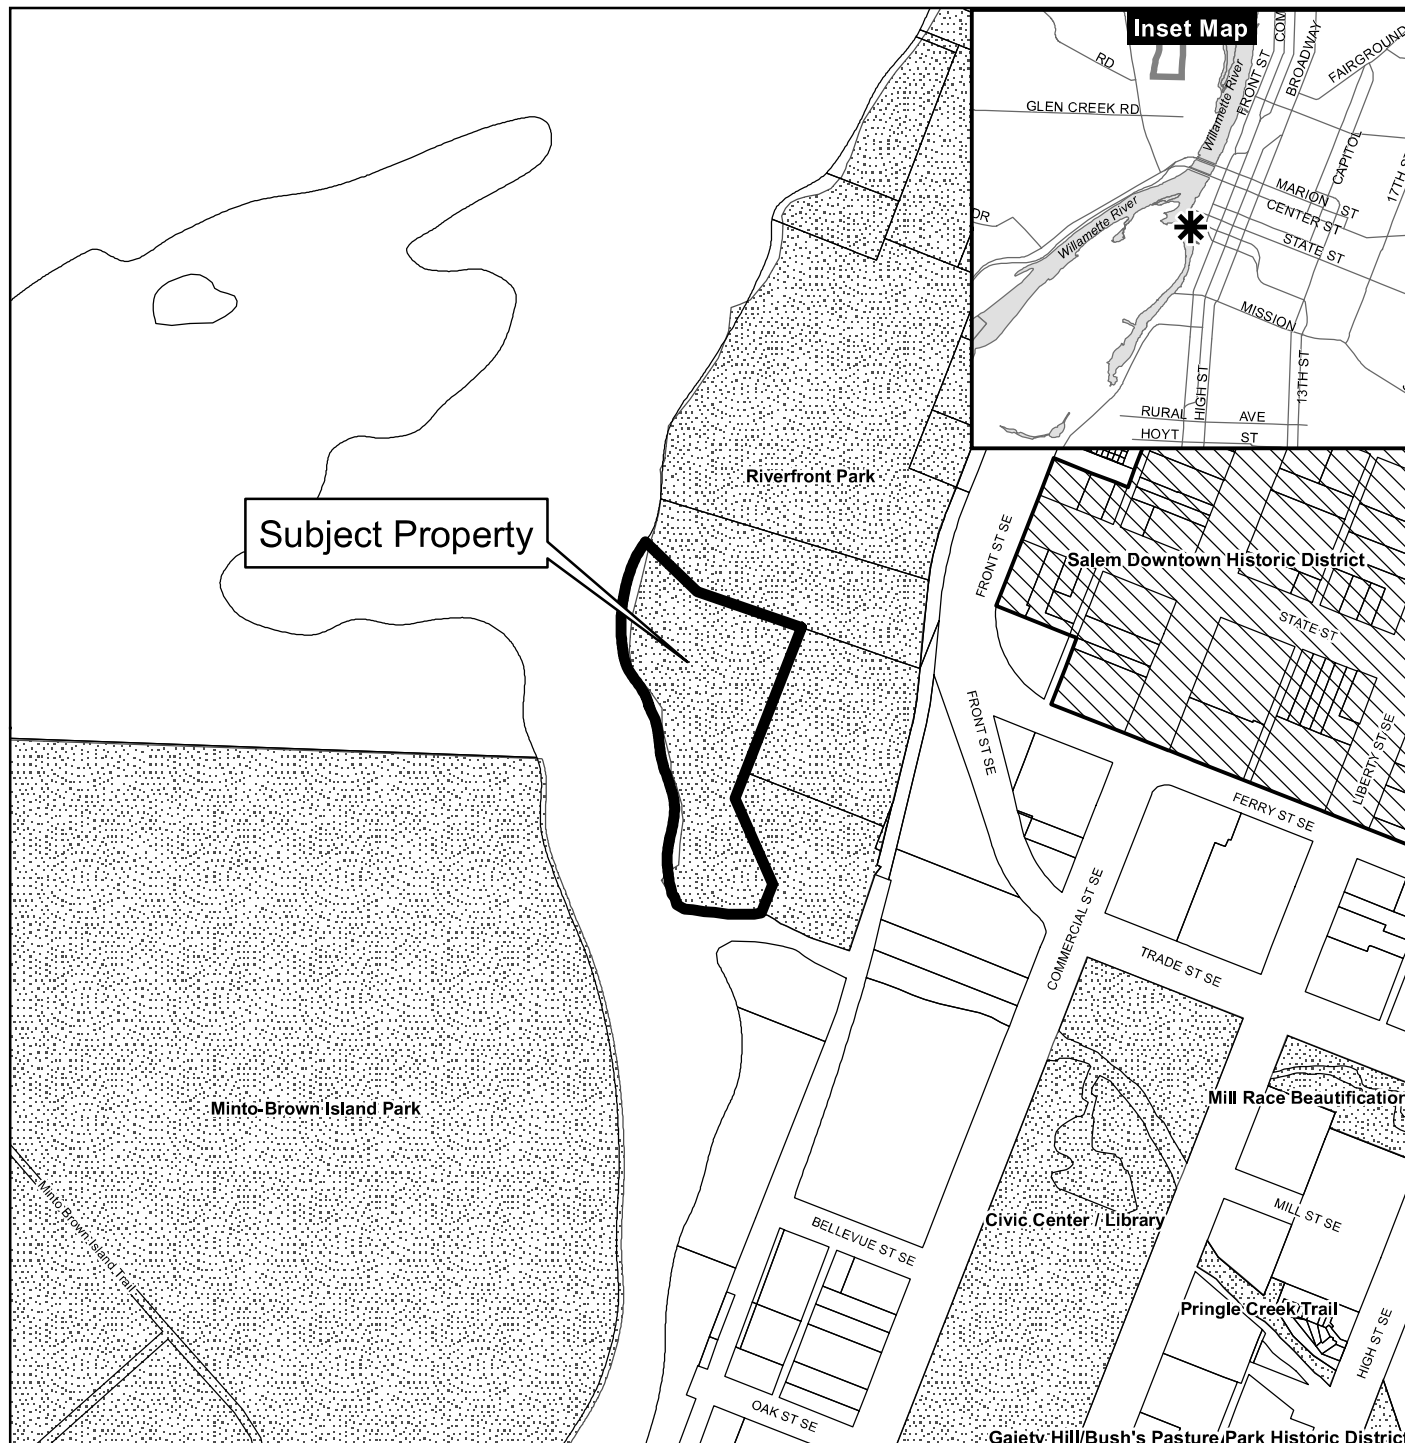 Inset Map
COM
RD
FRONT ST
BROADWAY
FAIRGROUND
GLEN CREEK RD
Willamette River
CAPITOL
17TH S
MARION ST
CENTER ST
DR
Willamette River
STATE ST
MISSION
13TH ST
HIGH ST
RURAL AVE
HOYT ST
Riverfront Park
Subject Property
FRONT ST SE
Salem Downtown Historic District
STATE ST
FRONT ST SE
LIBERTY ST SE
FERRY ST SE
COMMERCIAL ST SE
TRADE ST SE
Minto-Brown Island Park
Mill Race Beautification
Minto Brown Island Trail
Civic Center / Library
MILL ST SE
BELLEVUE ST SE
Pringle Creek Trail
HIGH ST SE
OAK ST SE
Gaiety Hill/Bush's Pasture Park Historic District